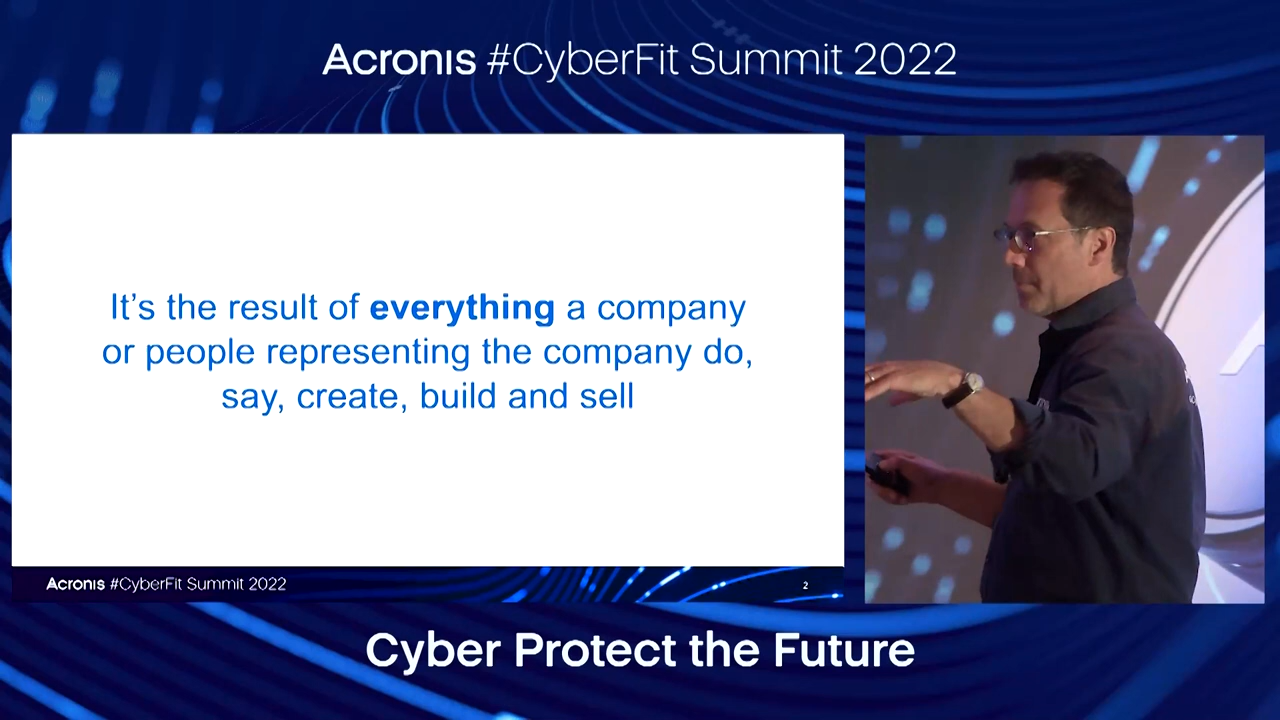 Acronis #CyberFit Summit 2022
It’s the result of everything a company
or people representing the company do,
say, create, build and sell
Acronis #CyberFit Summit 2022
2
Cyber Protect the Future